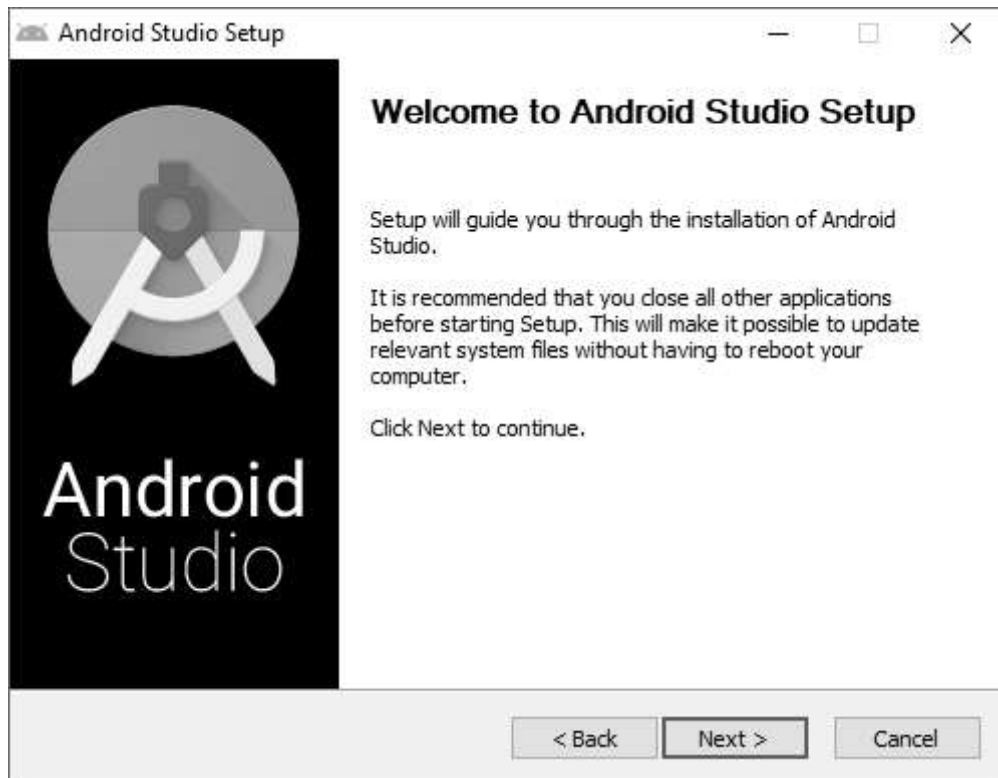 Android Studio Setup
Welcome to Android Studio Setup
Setup will guide you through the installation of Android
Studio.
It is recommended that you close all other applications
before starting Setup. This will make it possible to update
relevant system files without having to reboot your
computer.
Click Next to continue.
Android
Studio
< Back
Next >
Cancel